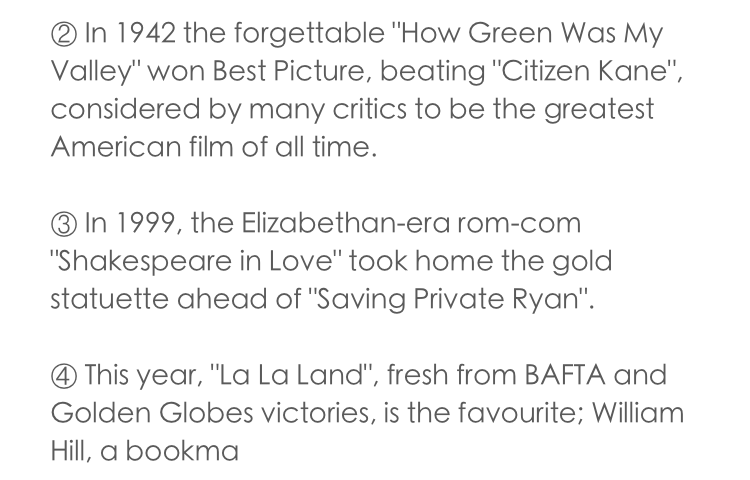 ② In 1942 the forgettable "How Green Was My
Valley" won Best Picture, beating "Citizen Kane",
considered by many critics to be the greatest
American film of all time.
③ In 1999, the Elizabethan-era rom-com
"Shakespeare in Love" took home the gold
statuette ahead of "Saving Private Ryan".
④ This year, "La La Land", fresh from BAFTA and
Golden Globes victories, is the favourite; William
Hill, a bookma